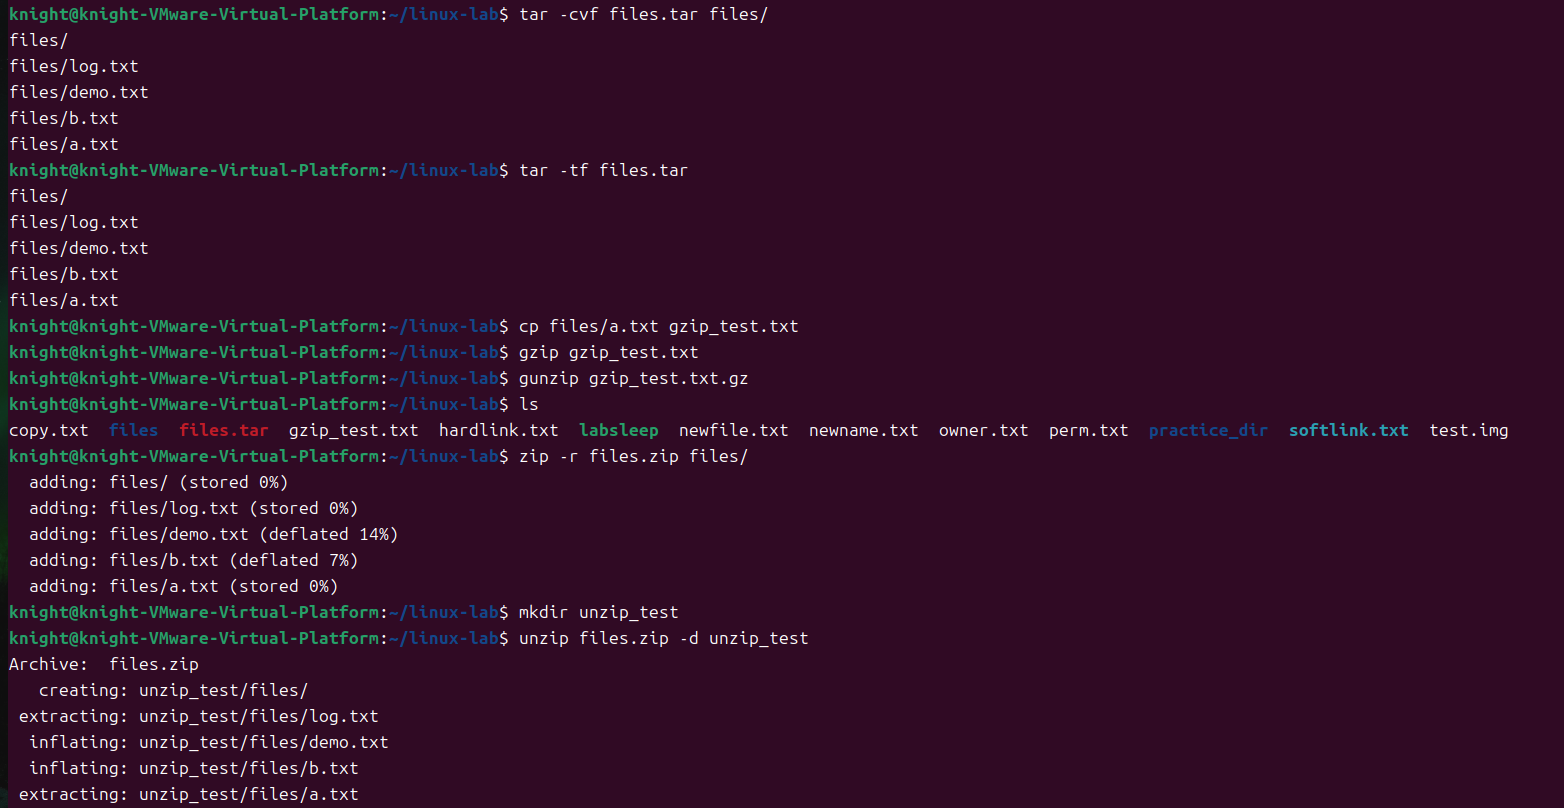 knight@knight-VMware-Virtual-Platform:~/linux-lab$ tar -cvf files.tar files/
files/
files/log.txt
files/demo.txt
files/b.txt
files/a.txt
knight@knight-VMware-Virtual-Platform:~/linux-lab$ tar -tf files.tar
files/
files/log.txt
files/demo.txt
files/b.txt
files/a.txt
knight@knight-VMware-Virtual-Platform:~/linux-lab$ cp files/a.txt gzip_test.txt
knight@knight-VMware-Virtual-Platform:~/linux-lab$ gzip gzip_test.txt
knight@knight-VMware-Virtual-Platform:~/linux-lab$ gunzip gzip_test.txt.gz
knight@knight-VMware-Virtual-Platform:~/linux-lab$ ls
copy.txt  files  files.tar  gzip_test.txt  hardlink.txt  labsleep  newfile.txt  newname.txt  owner.txt  perm.txt  practice_dir  softlink.txt  test.img
knight@knight-VMware-Virtual-Platform:~/linux-lab$ zip -r files.zip files/
  adding: files/ (stored 0%)
  adding: files/log.txt (stored 0%)
  adding: files/demo.txt (deflated 14%)
  adding: files/b.txt (deflated 7%)
  adding: files/a.txt (stored 0%)
knight@knight-VMware-Virtual-Platform:~/linux-lab$ mkdir unzip_test
knight@knight-VMware-Virtual-Platform:~/linux-lab$ unzip files.zip -d unzip_test
Archive:  files.zip
   creating: unzip_test/files/
 extracting: unzip_test/files/log.txt
  inflating: unzip_test/files/demo.txt
  inflating: unzip_test/files/b.txt
 extracting: unzip_test/files/a.txt